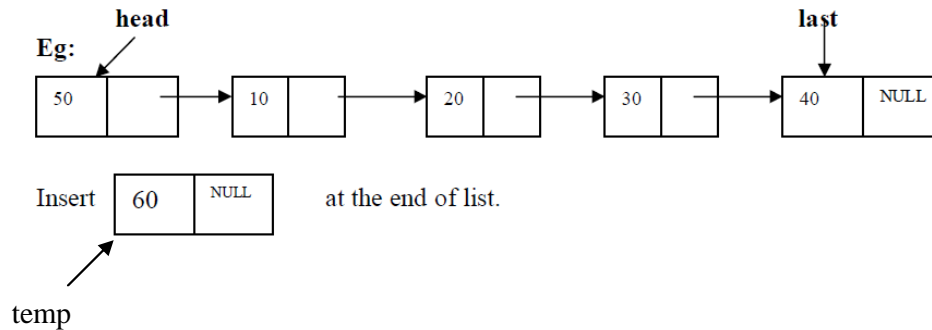 head last
Eg:
50 10 20 30 40 NULL
Insert 60 NULL at the end of list.
temp